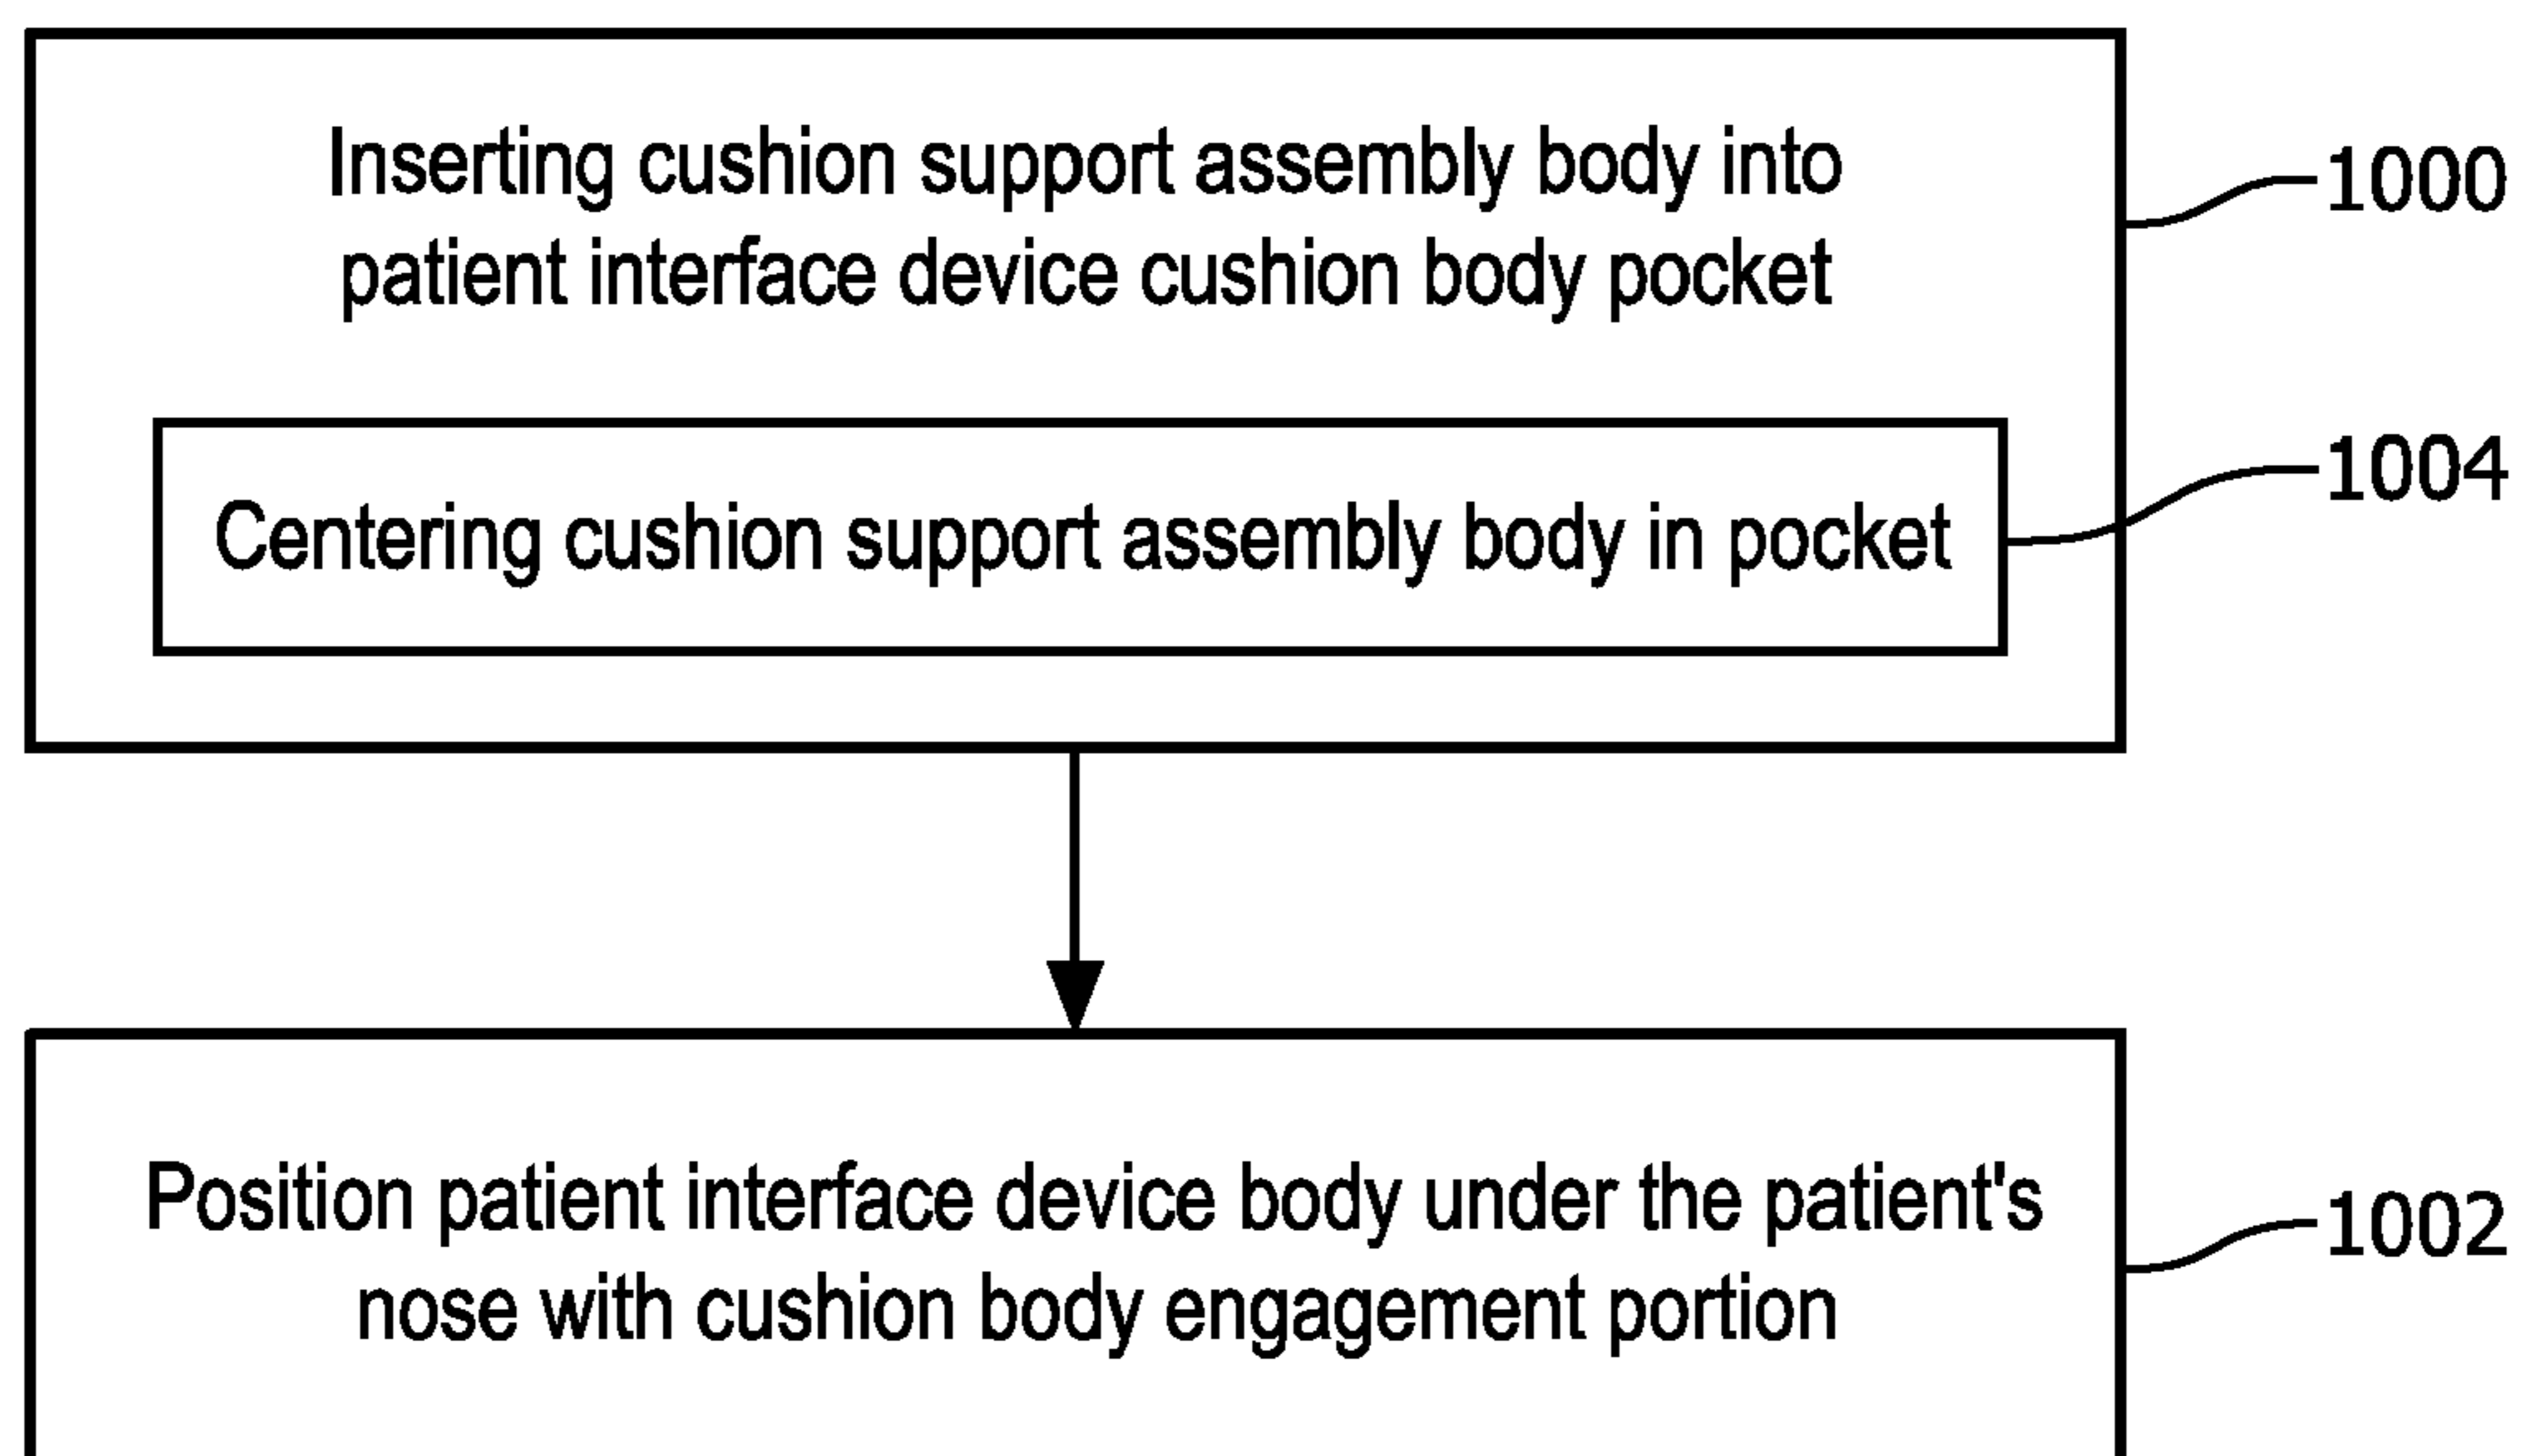 Inserting cushion support assembly body into
patient interface device cushion body pocket
1000
Centering cushion support assembly body in pocket
1004
Position patient interface device body under the patient's
nose with cushion body engagement portion
1002